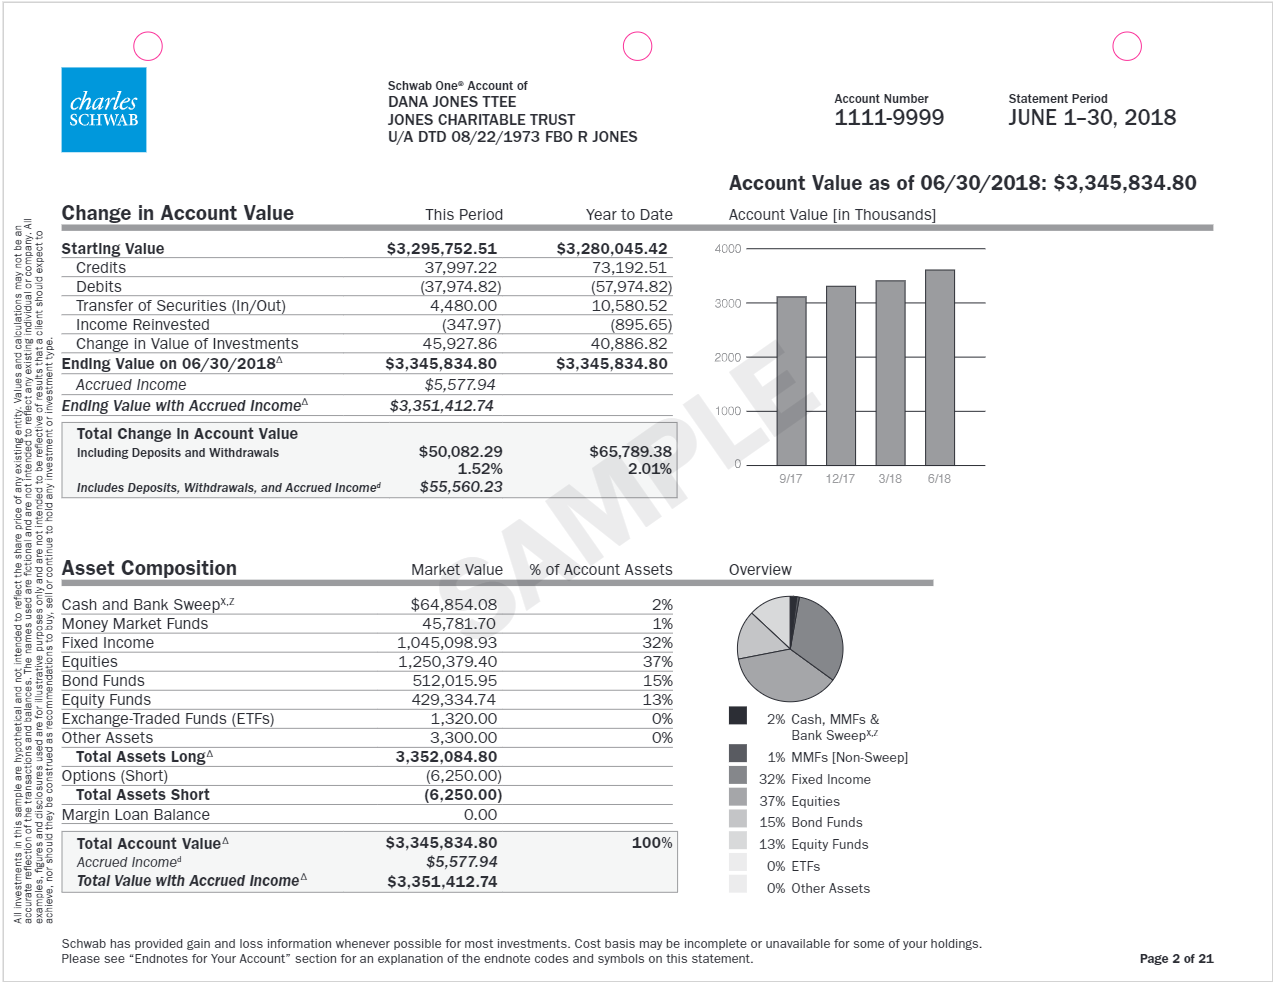 charles
SCHWAB
Schwab One® Account of
DANA JONES TTEE
JONES CHARITABLE TRUST
U/A DTD 08/22/1973 FBO R JONES
Account Number
1111-9999
Statement Period
JUNE 1–30, 2018
Account Value as of 06/30/2018: $3,345,834.80
Change in Account Value This Period Year to Date
Starting Value $3,295,752.51 $3,280,045.42
Credits 37,997.22 73,192.51
Debits (37,974.82) (57,974.82)
Transfer of Securities (In/Out) 4,480.00 10,580.52
Income Reinvested (347.97) (895.65)
Change in Value of Investments 45,927.86 40,886.82
Ending Value on 06/30/2018Δ $3,345,834.80 $3,345,834.80
Accrued Income $5,577.94
Ending Value with Accrued IncomeΔ $3,351,412.74
Total Change in Account Value
Including Deposits and Withdrawals $50,082.29 $65,789.38
1.52% 2.01%
Includes Deposits, Withdrawals, and Accrued Incomed $55,560.23
Account Value [in Thousands]
4000
3000
2000
1000
0
9/17 12/17 3/18 6/18
SAMPLE
Asset Composition Market Value % of Account Assets
Cash and Bank SweepX,Z $64,854.08 2%
Money Market Funds 45,781.70 1%
Fixed Income 1,045,098.93 32%
Equities 1,250,379.40 37%
Bond Funds 512,015.95 15%
Equity Funds 429,334.74 13%
Exchange-Traded Funds (ETFs) 1,320.00 0%
Other Assets 3,300.00 0%
Total Assets LongΔ 3,352,084.80
Options (Short) (6,250.00)
Total Assets Short (6,250.00)
Margin Loan Balance 0.00
Total Account ValueΔ $3,345,834.80 100%
Accrued Incomed $5,577.94
Total Value with Accrued IncomeΔ $3,351,412.74
Overview
2% Cash, MMFs &
Bank SweepX,Z
1% MMFs [Non-Sweep]
32% Fixed Income
37% Equities
15% Bond Funds
13% Equity Funds
0% ETFs
0% Other Assets
All investments in this sample are hypothetical and not intended to reflect the share price of any existing entity. Values and calculations may not be an
accurate reflection of the transactions and balances. The names used are fictional and are not intended to reflect any existing individual or company. All
examples, figures and disclosures used are for illustrative purposes only and are not intended to be reflective of results that a client should expect to
achieve, nor should they be construed as recommendations to buy, sell or continue to hold any investment or investment type.
Schwab has provided gain and loss information whenever possible for most investments. Cost basis may be incomplete or unavailable for some of your holdings.
Please see “Endnotes for Your Account” section for an explanation of the endnote codes and symbols on this statement.
Page 2 of 21